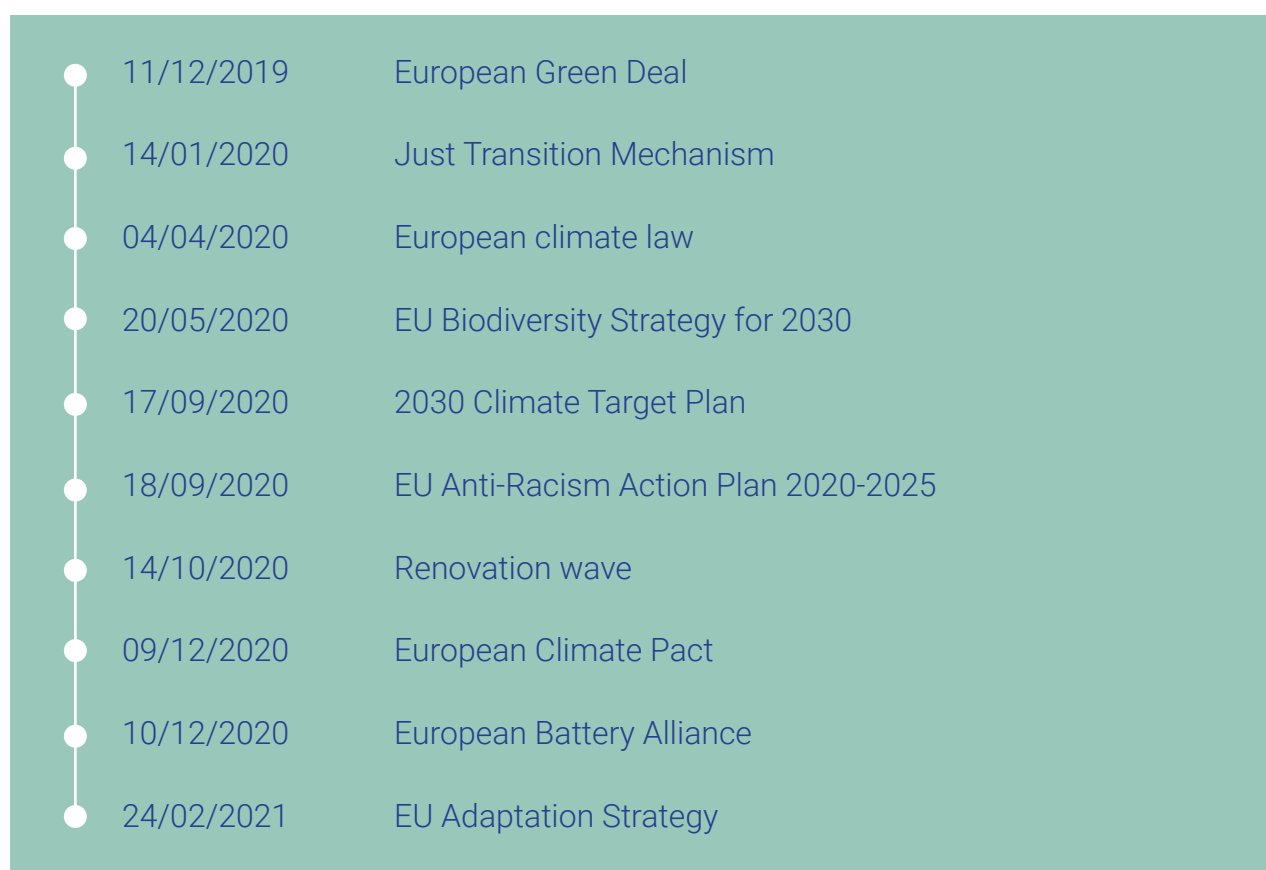 11/12/2019 European Green Deal
14/01/2020 Just Transition Mechanism
04/04/2020 European climate law
20/05/2020 EU Biodiversity Strategy for 2030
17/09/2020 2030 Climate Target Plan
18/09/2020 EU Anti-Racism Action Plan 2020-2025
14/10/2020 Renovation wave
09/12/2020 European Climate Pact
10/12/2020 European Battery Alliance
24/02/2021 EU Adaptation Strategy